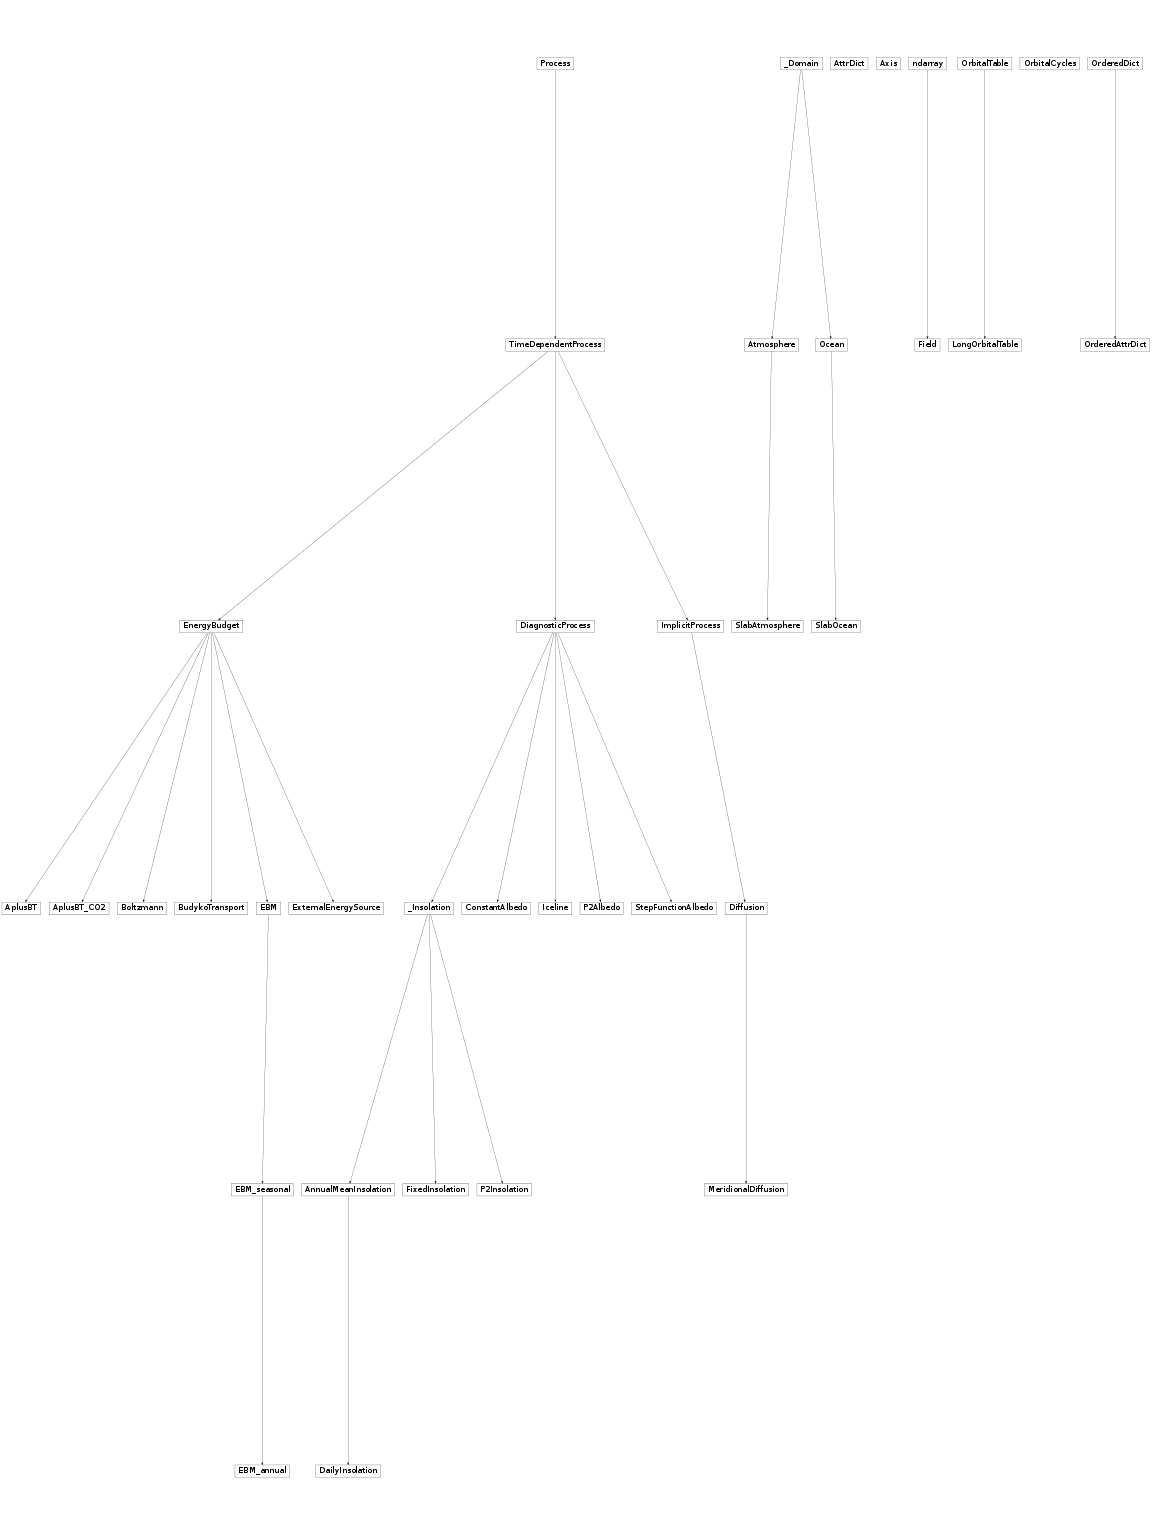 Process
_Domain
AttrDict
Axis
ndarray
OrbitalTable
OrbitalCycles
OrderedDict
TimeDependentProcess
Atmosphere
Ocean
Field
LongOrbitalTable
OrderedAttrDict
EnergyBudget
DiagnosticProcess
ImplicitProcess
SlabAtmosphere
SlabOcean
AplusBT
AplusBT_CO2
Boltzmann
BudykoTransport
EBM
ExternalEnergySource
_Insolation
ConstantAlbedo
Iceline
P2Albedo
StepFunctionAlbedo
Diffusion
EBM_seasonal
AnnualMeanInsolation
FixedInsolation
P2Insolation
MeridionalDiffusion
EBM_annual
DailyInsolation